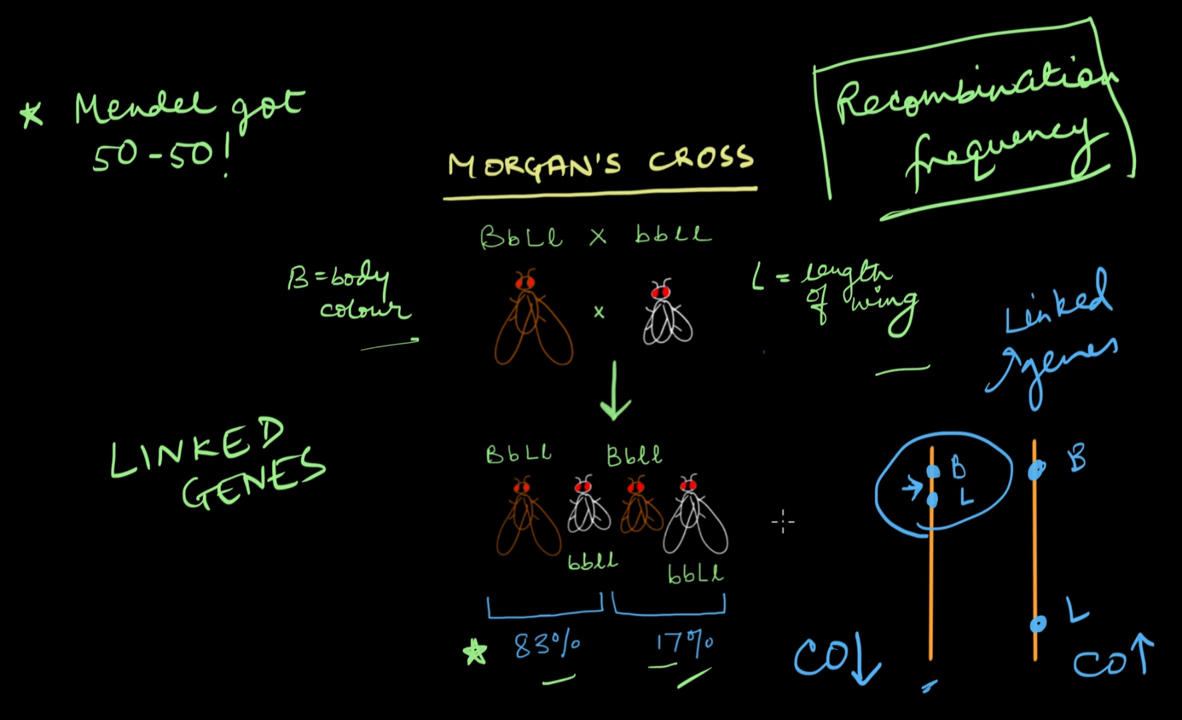 * Mendel got
50-50!
Recombination
frequency
MORGAN'S CROSS
BbLl x bbll
B = body
colour
x
L = length
of wing
Linked
genes
LINKED
GENES
BbLl Bbll
bbll
bbLl
83% 17%
B
L
B
L
CO↓
CO↑